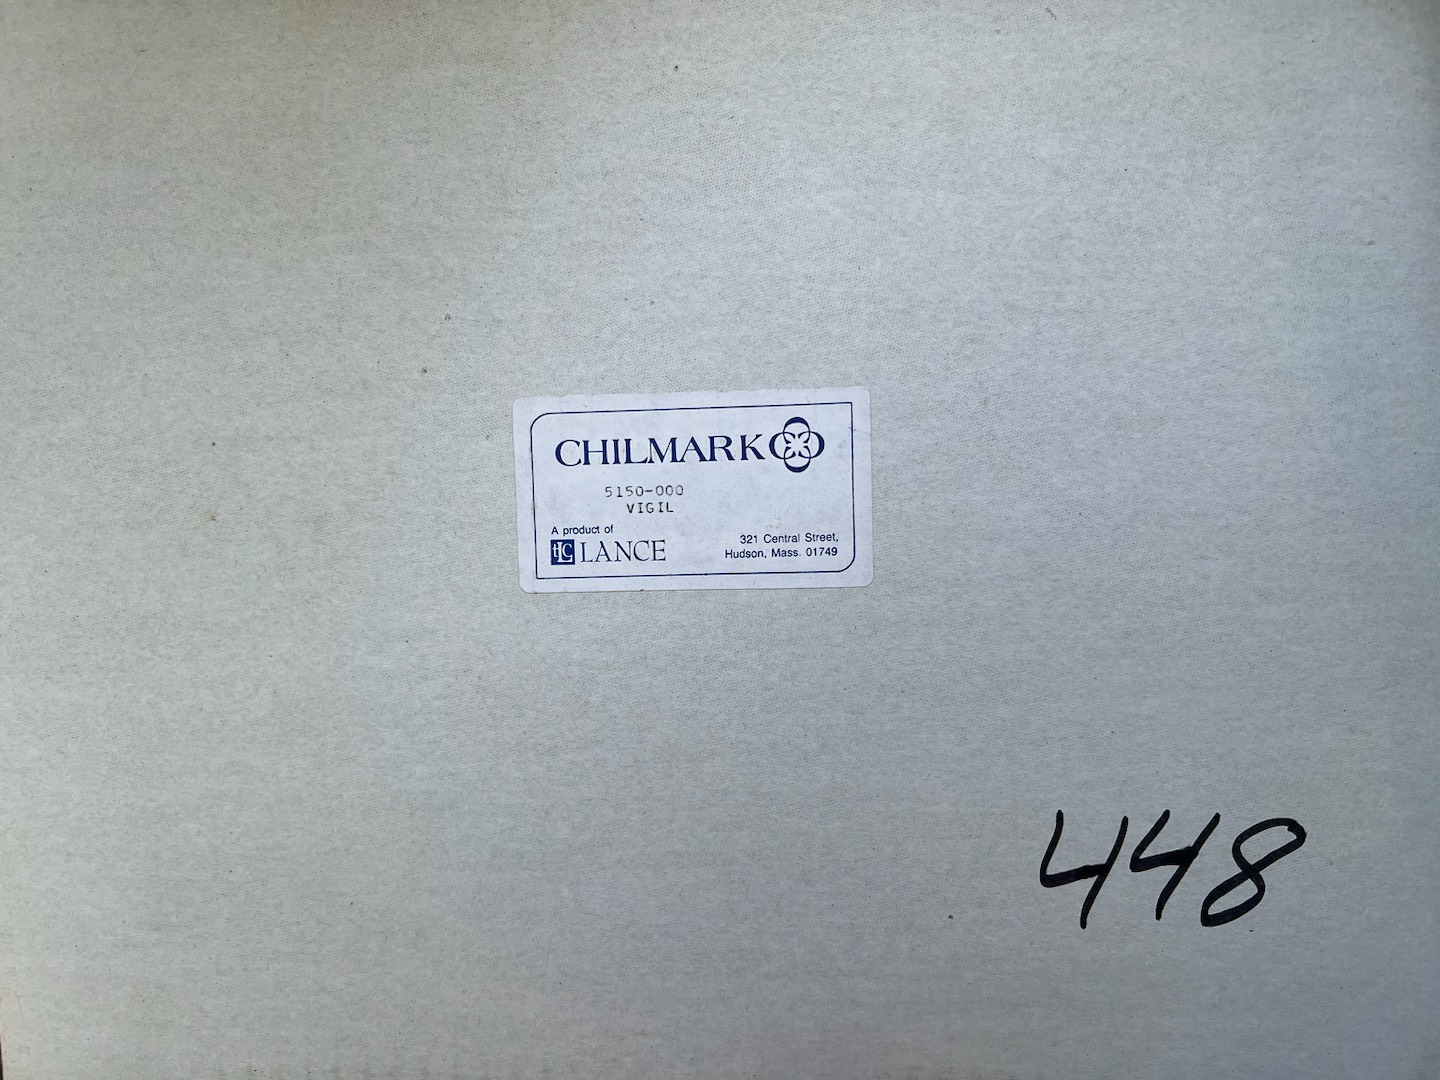 CHILMARK
5150-000
VIGIL
A product of
tLC LANCE
321 Central Street,
Hudson, Mass. 01749
448